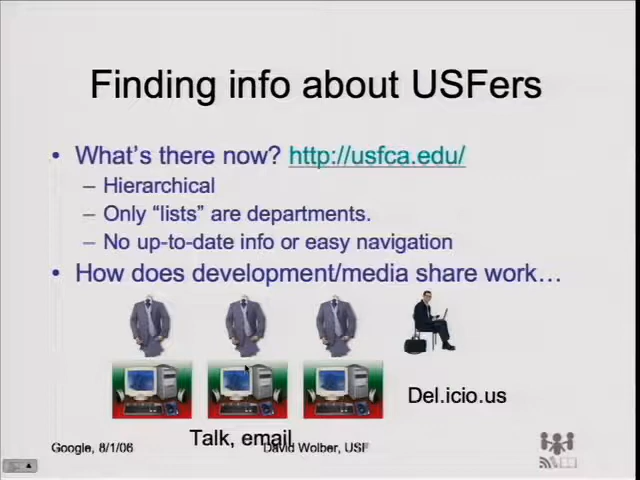 Finding info about USFers
• What's there now? http://usfca.edu/
– Hierarchical
– Only “lists” are departments.
– No up-to-date info or easy navigation
• How does development/media share work…
Del.icio.us
Talk, email
Google, 8/1/06
David Wolber, USF